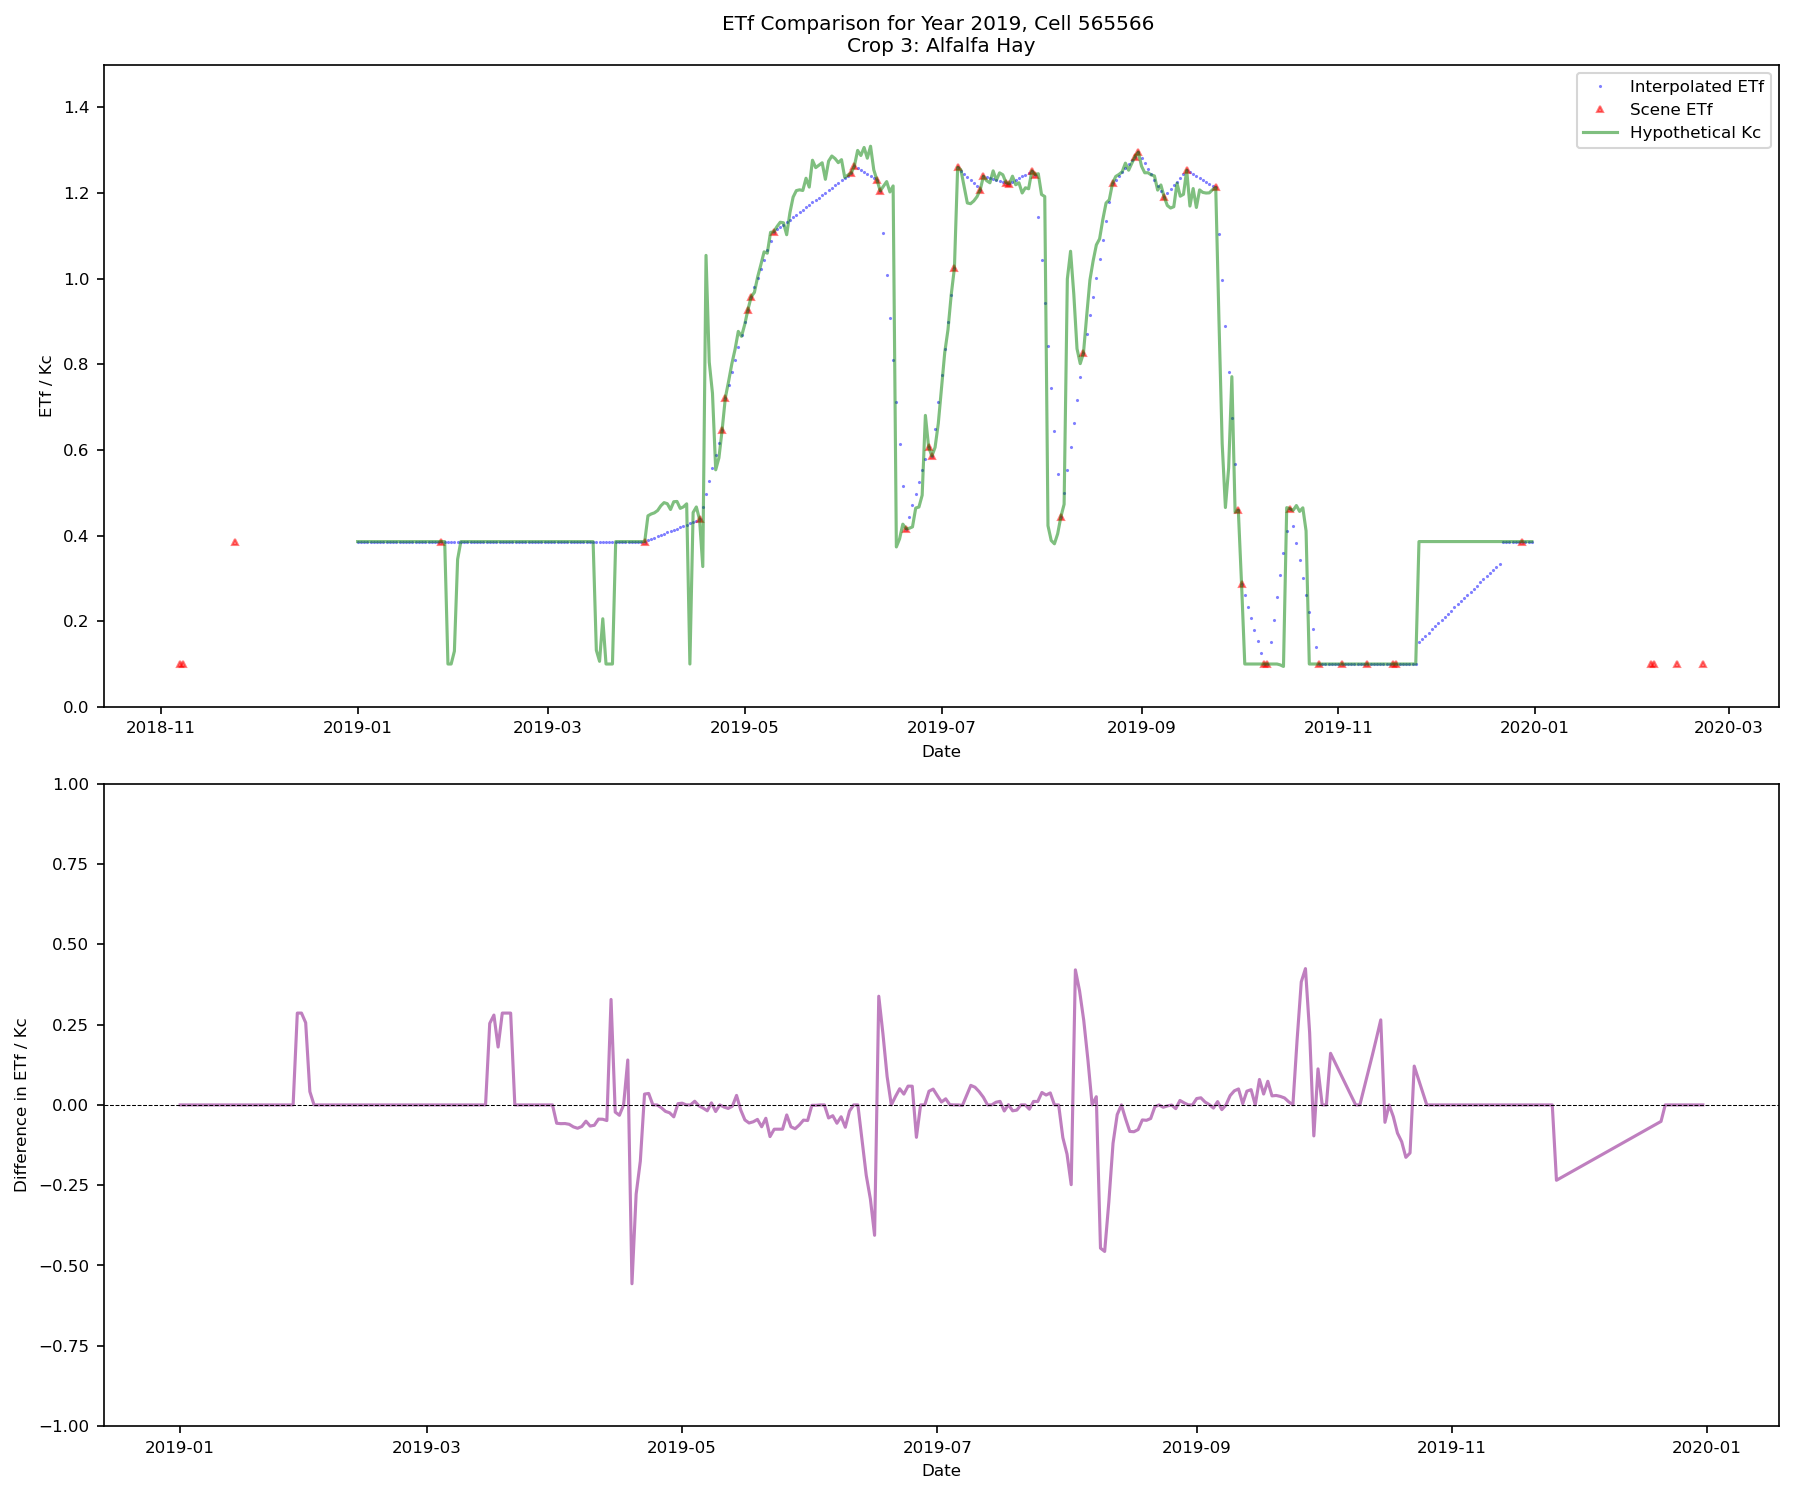 ETf Comparison for Year 2019, Cell 565566
Crop 3: Alfalfa Hay
Interpolated ETf
Scene ETf
Hypothetical Kc
ETf / Kc
1.4
1.2
1.0
0.8
0.6
0.4
0.2
0.0
2018-11 2019-01 2019-03 2019-05 2019-07 2019-09 2019-11 2020-01 2020-03
Date
Difference in ETf / Kc
1.00
0.75
0.50
0.25
0.00
−0.25
−0.50
−0.75
−1.00
2019-01 2019-03 2019-05 2019-07 2019-09 2019-11 2020-01
Date